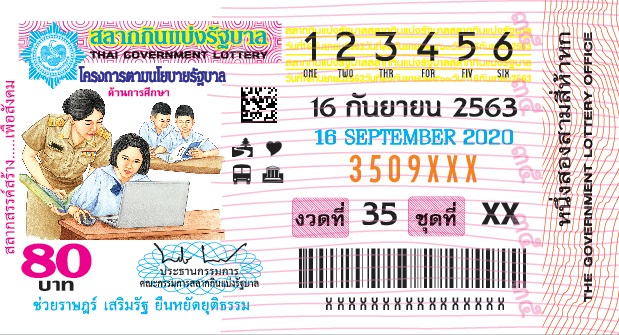 สลากกินแบ่งรัฐบาล
THAI GOVERNMENT LOTTERY
โครงการตามนโยบายรัฐบาล
ด้านการศึกษา
สลากสรรค์สร้าง.....เพื่อสังคม
80
บาท
ประธานกรรมการ
คณะกรรมการสลากกินแบ่งรัฐบาล
ช่วยราษฎร์ เสริมรัฐ ยืนหยัดยุติธรรม
1 2 3 4 5 6
ONE TWO THR FOR FIV SIX
16 กันยายน 2563
16 SEPTEMBER 2020
3509XXX
งวดที่ 35 ชุดที่ XX
XXXXXXXXXXXXXXXX
๓๕ ๓๕ ๓๕ ๓๕
หนึ่งสองสามสี่ห้าหก
THE GOVERNMENT LOTTERY OFFICE